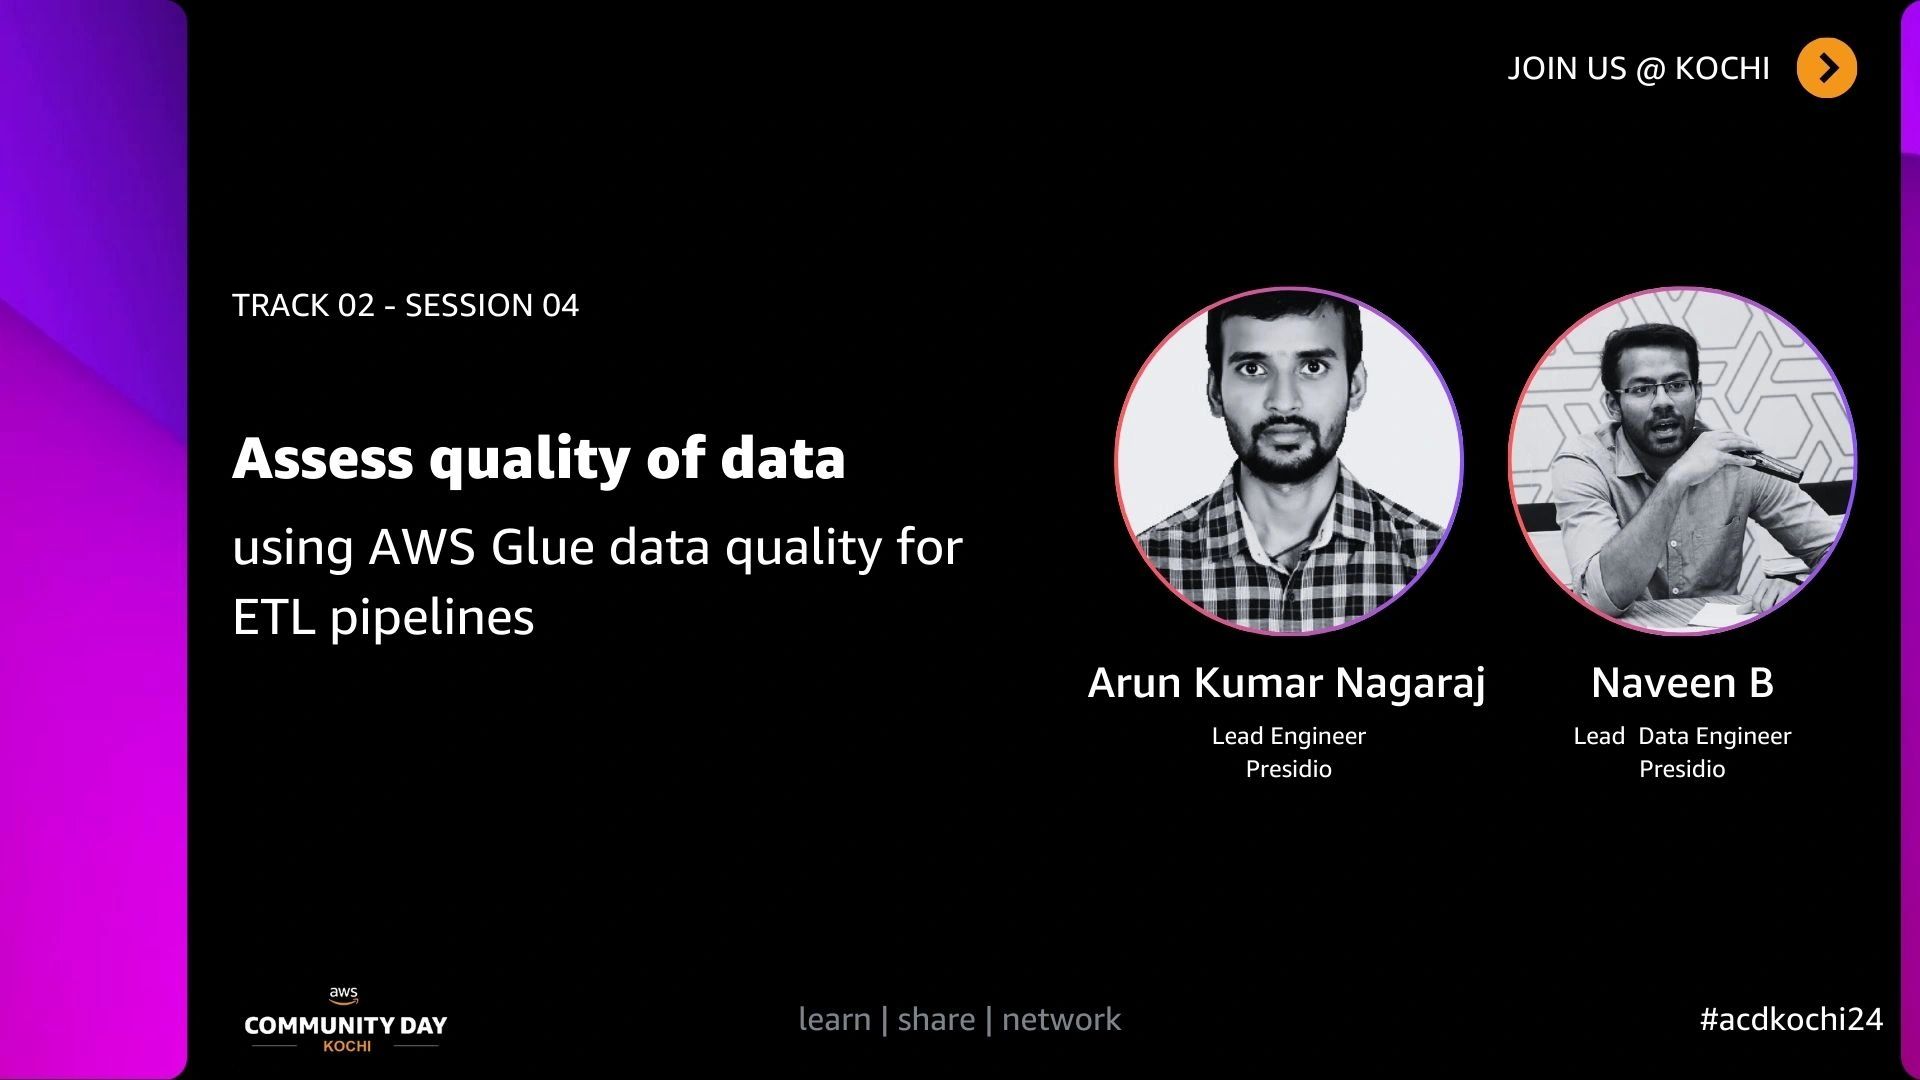 JOIN US @ KOCHI
TRACK 02 - SESSION 04
Assess quality of data
using AWS Glue data quality for
ETL pipelines
Arun Kumar Nagaraj
Lead Engineer
Presidio
Naveen B
Lead  Data Engineer
Presidio
aws
COMMUNITY DAY
KOCHI
learn | share | network
#acdkochi24